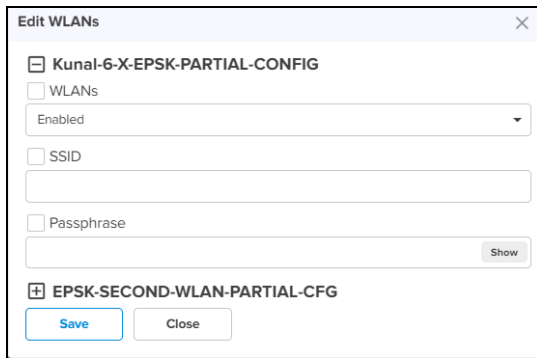 Edit WLANs
Kunal-6-X-EPSK-PARTIAL-CONFIG
WLANs
Enabled
SSID
Passphrase
Show
EPSK-SECOND-WLAN-PARTIAL-CFG
Save Close